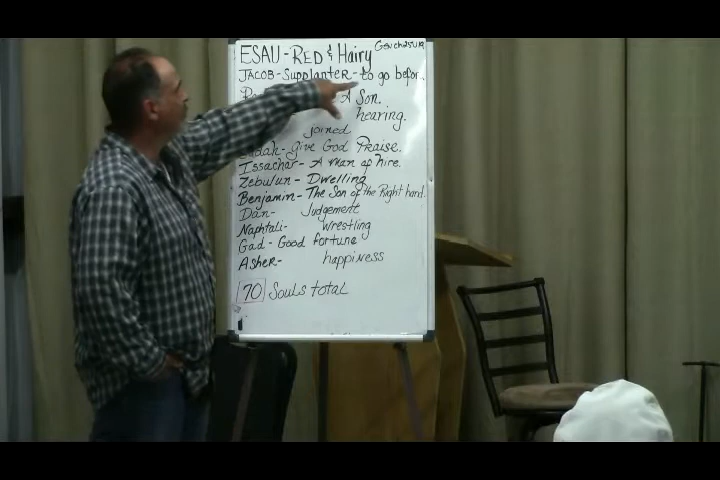 ESAU - RED & Hairy
JACOB - Supplanter - to go befor.
A Son.
hearing.
joined
Judah - give God Praise.
Issachar - A man of hire.
Zebulun - Dwelling
Benjamin - The Son of the Right hand.
Dan - Judgement
Naphtali - Wrestling
Gad - Good fortune
Asher - happiness
70 Souls total